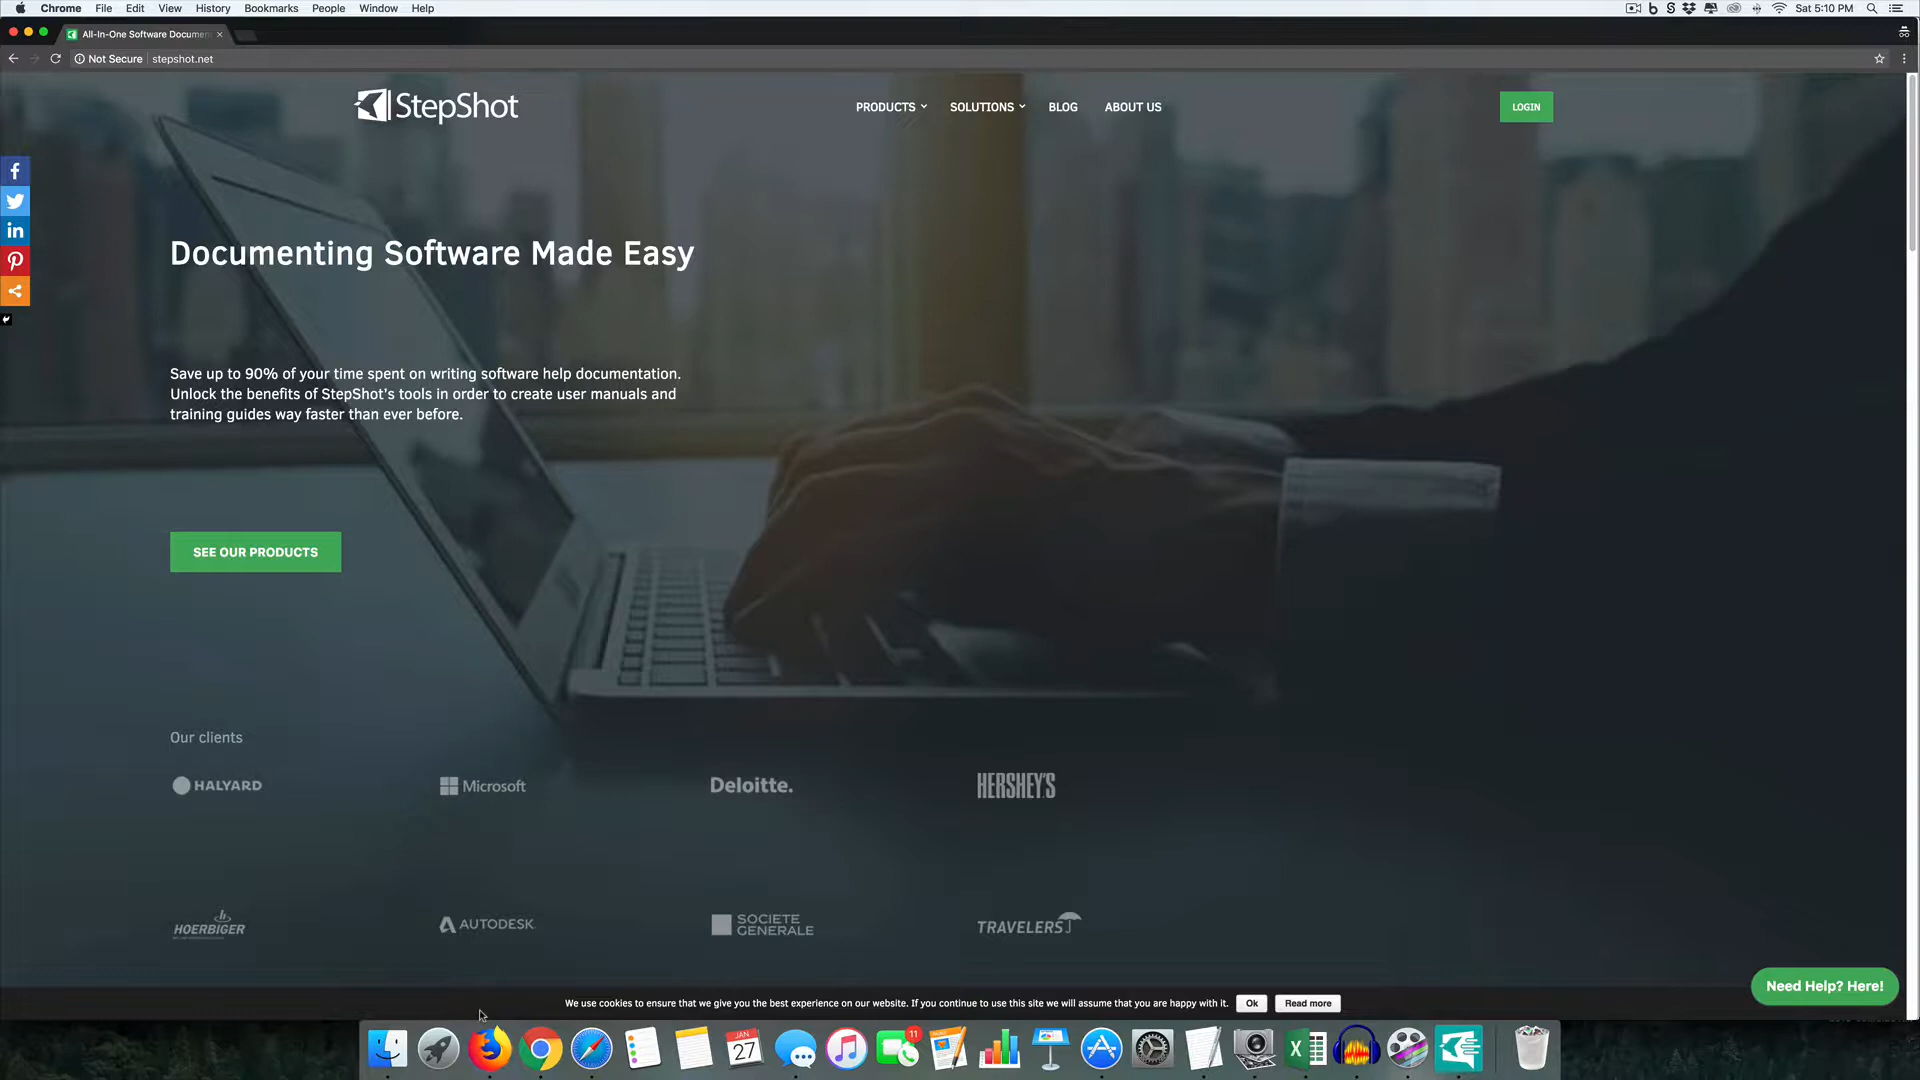 Chrome File Edit View History Bookmarks People Window Help
Sat 5:10 PM
All-In-One Software Documen
Not Secure stepshot.net
StepShot
PRODUCTS SOLUTIONS BLOG ABOUT US
LOGIN
Documenting Software Made Easy
Save up to 90% of your time spent on writing software help documentation.
Unlock the benefits of StepShot's tools in order to create user manuals and
training guides way faster than ever before.
SEE OUR PRODUCTS
Our clients
HALYARD Microsoft Deloitte. HERSHEY'S
HOERBIGER AUTODESK SOCIETE GENERALE TRAVELERS
Need Help? Here!
We use cookies to ensure that we give you the best experience on our website. If you continue to use this site we will assume that you are happy with it. Ok Read more
JAN
27
11